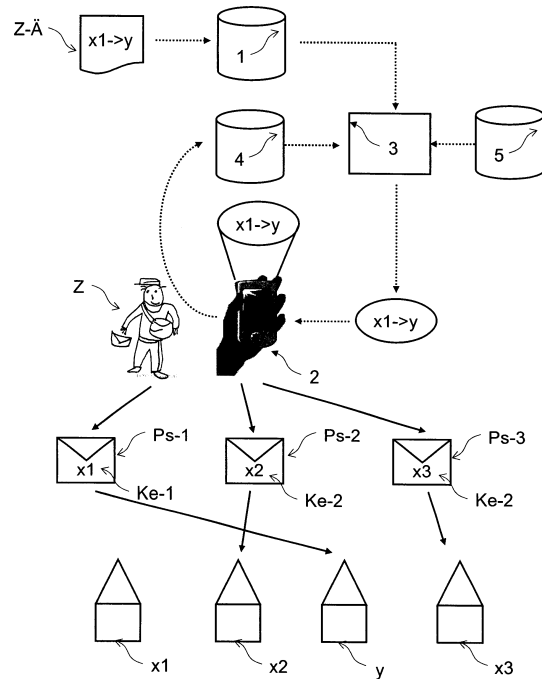 Z-Ä
x1->y
1
4
3
5
x1->y
Z
x1->y
2
Ps-1
Ps-2
Ps-3
x1
x2
x3
Ke-1
Ke-2
Ke-2
x1
x2
y
x3